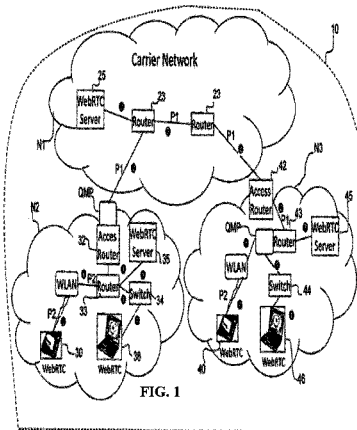 10
Carrier Network
25
WebRTC
Server
23
23
Router
P1
Router
N1
P1
P1
42
N3
Access
Router
QMP
N2
32
Acces
Router
WebRTC
Server
35
QMP
P1
43
45
Router
WebRTC
Server
WLAN
P2
Router
33
Switch
34
WLAN
Switch
44
P2
P2
30
WebRTC
38
WebRTC
40
WebRTC
46
WebRTC
FIG. 1